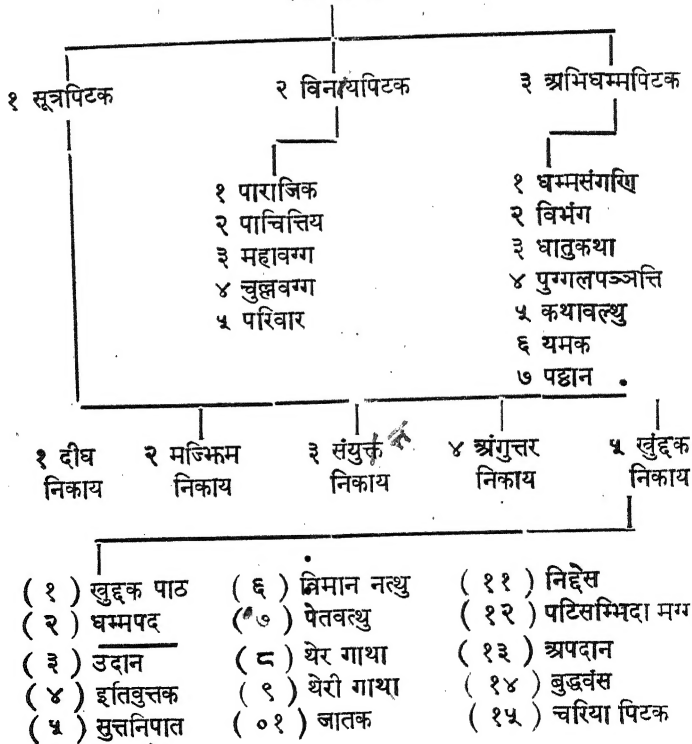 १ सूत्रपिटक २ विनयपिटक ३ अभिधम्मपिटक
१ पाराजिक
२ पाचित्तिय
३ महावग्ग
४ चुल्लवग्ग
५ परिवार
१ धम्मसंगणि
२ विभंग
३ धातुकथा
४ पुग्गलपञ्ञत्ति
५ कथावत्थु
६ यमक
७ पट्ठान
१ दीघ निकाय
२ मज्झिम निकाय
३ संयुक्त निकाय
४ अंगुत्तर निकाय
५ खुंद्दक निकाय
( १ ) खुद्दक पाठ
( २ ) धम्मपद
( ३ ) उदान
( ४ ) इतिवुत्तक
( ५ ) सुत्तनिपात
( ६ ) विमान नत्थु
( ७ ) पेतवत्थु
( ८ ) थेर गाथा
( ९ ) थेरी गाथा
( ०१ ) जातक
( ११ ) निद्देस
( १२ ) पटिसम्भिदा मग्ग
( १३ ) अपदान
( १४ ) बुद्धवंस
( १५ ) चरिया पिटक